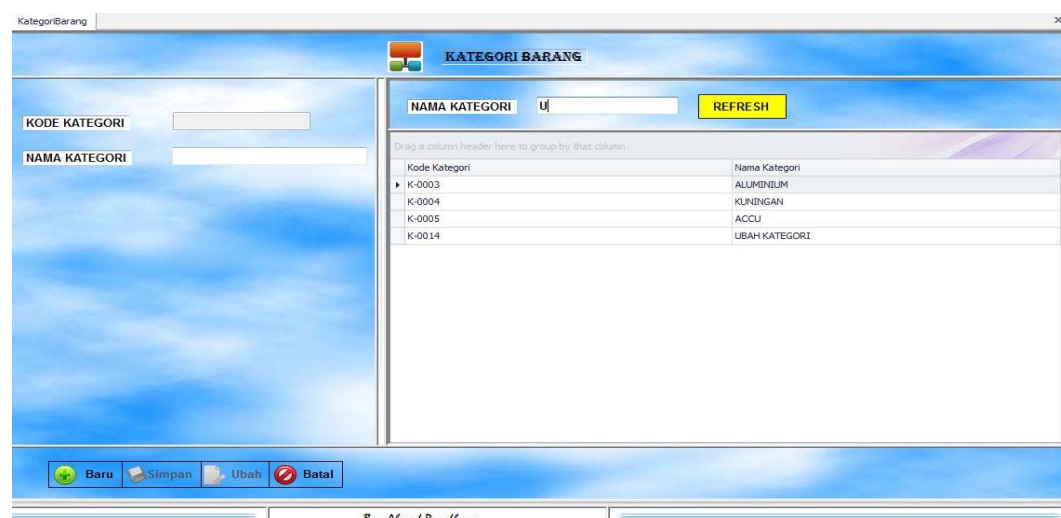 KategoriBarang
KATEGORI BARANG
KODE KATEGORI
NAMA KATEGORI
NAMA KATEGORI U REFRESH
Drag a column header here to group by that column
Kode Kategori Nama Kategori
K-0003 ALUMINIUM
K-0004 KUNINGAN
K-0005 ACCU
K-0014 UBAH KATEGORI
Baru Simpan Ubah Batal